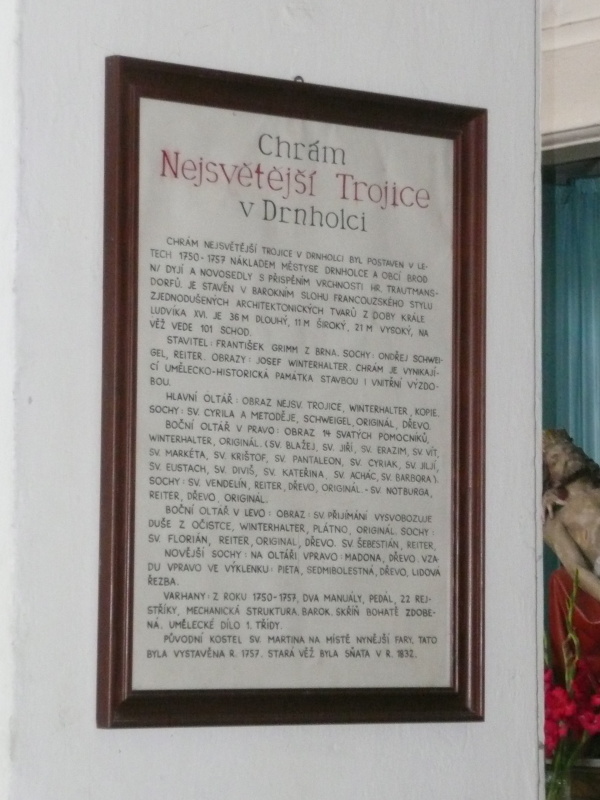 Chrám
Nejsvětější Trojice
v Drnholci
CHRÁM NEJSVĚTĚJŠÍ TROJICE V DRNHOLCI BYL POSTAVEN V LE-
TECH 1750-1757 NÁKLADEM MĚSTYSE DRNHOLCE A OBCÍ BROD
N/ DYJÍ A NOVOSEDLY S PŘISPĚNÍM VRCHNOSTI HR. TRAUTMANS-
DORFŮ. JE STAVĚN V BAROKNÍM SLOHU FRANCOUZSKÉHO STYLU
ZJEDNODUŠENÝCH ARCHITEKTONICKÝCH TVARŮ Z DOBY KRÁLE
LUDVÍKA XVI. JE 36 M DLOUHÝ, 11 M ŠIROKÝ, 21 M VYSOKÝ, NA
VĚŽ VEDE 101 SCHOD.
STAVITEL: FRANTIŠEK GRIMM Z BRNA. SOCHY: ONDŘEJ SCHWEI-
GEL, REITER. OBRAZY: JOSEF WINTERHALTER. CHRÁM JE VYNIKAJÍ-
CÍ UMĚLECKO-HISTORICKÁ PAMÁTKA STAVBOU I VNITŘNÍ VÝZDO-
BOU.
HLAVNÍ OLTÁŘ: OBRAZ NEJSV. TROJICE, WINTERHALTER, KOPIE.
SOCHY: SV. CYRILA A METODĚJE, SCHWEIGEL, ORIGINÁL, DŘEVO.
BOČNÍ OLTÁŘ V PRAVO: OBRAZ 14 SVATÝCH POMOCNÍKŮ,
WINTERHALTER, ORIGINÁL. (SV. BLAŽEJ, SV. JIŘÍ, SV. ERAZIM, SV. VÍT,
SV. MARKÉTA, SV. KRIŠTOF, SV. PANTALEON, SV. CYRIAK, SV. JILJÍ,
SV. EUSTACH, SV. DIVIŠ, SV. KATEŘINA, SV. ACHÁC, SV. BARBORA).
SOCHY: SV. VENDELÍN, REITER, DŘEVO, ORIGINÁL. - SV. NOTBURGA,
REITER, DŘEVO, ORIGINÁL.
BOČNÍ OLTÁŘ V LEVO: OBRAZ: SV. PŘIJÍMÁNÍ VYSVOBOZUJE
DUŠE Z OČISTCE, WINTERHALTER, PLÁTNO, ORIGINÁL. SOCHY:
SV. FLORIÁN, REITER, ORIGINAL, DŘEVO. SV. ŠEBESTIÁN, REITER.
NOVĚJŠÍ SOCHY: NA OLTÁŘI VPRAVO: MADONA, DŘEVO. VZA-
DU VPRAVO VE VÝKLENKU: PIETA, SEDMIBOLESTNÁ, DŘEVO, LIDOVÁ
ŘEZBA.
VARHANY: Z ROKU 1750-1757, DVA MANUÁLY, PEDÁL, 22 REJ-
STŘÍKY, MECHANICKÁ STRUKTURA. BAROK. SKŘÍŇ BOHATĚ ZDOBE-
NÁ. UMĚLECKÉ DÍLO 1. TŘÍDY.
PŮVODNÍ KOSTEL SV. MARTINA NA MÍSTĚ NYNĚJŠÍ FARY. TATO
BYLA VYSTAVĚNA R. 1757. STARÁ VĚŽ BYLA SŇATA V R. 1832.